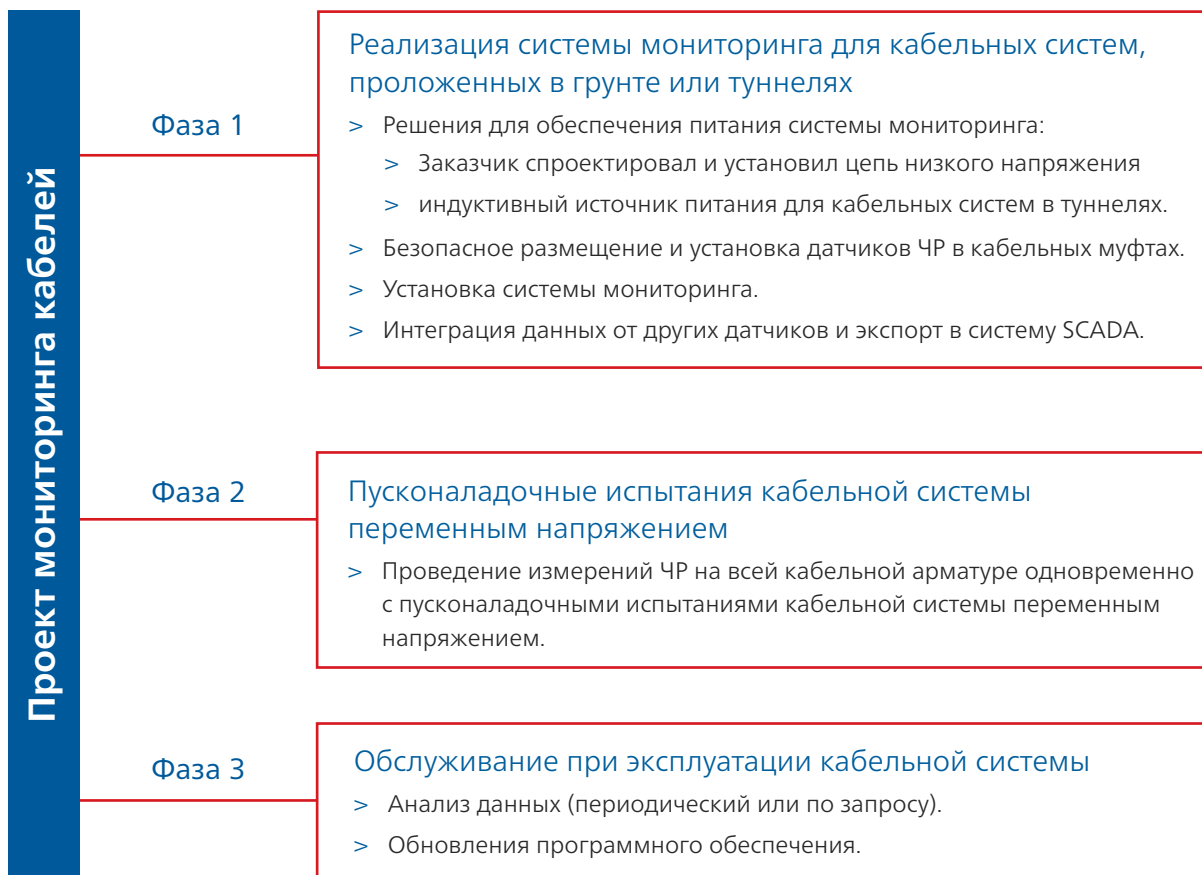 Проект мониторинга кабелей
Фаза 1
Реализация системы мониторинга для кабельных систем,
проложенных в грунте или туннелях
> Решения для обеспечения питания системы мониторинга:
> Заказчик спроектировал и установил цепь низкого напряжения
> индуктивный источник питания для кабельных систем в туннелях.
> Безопасное размещение и установка датчиков ЧР в кабельных муфтах.
> Установка системы мониторинга.
> Интеграция данных от других датчиков и экспорт в систему SCADA.
Фаза 2
Пусконаладочные испытания кабельной системы
переменным напряжением
> Проведение измерений ЧР на всей кабельной арматуре одновременно
с пусконаладочными испытаниями кабельной системы переменным
напряжением.
Фаза 3
Обслуживание при эксплуатации кабельной системы
> Анализ данных (периодический или по запросу).
> Обновления программного обеспечения.